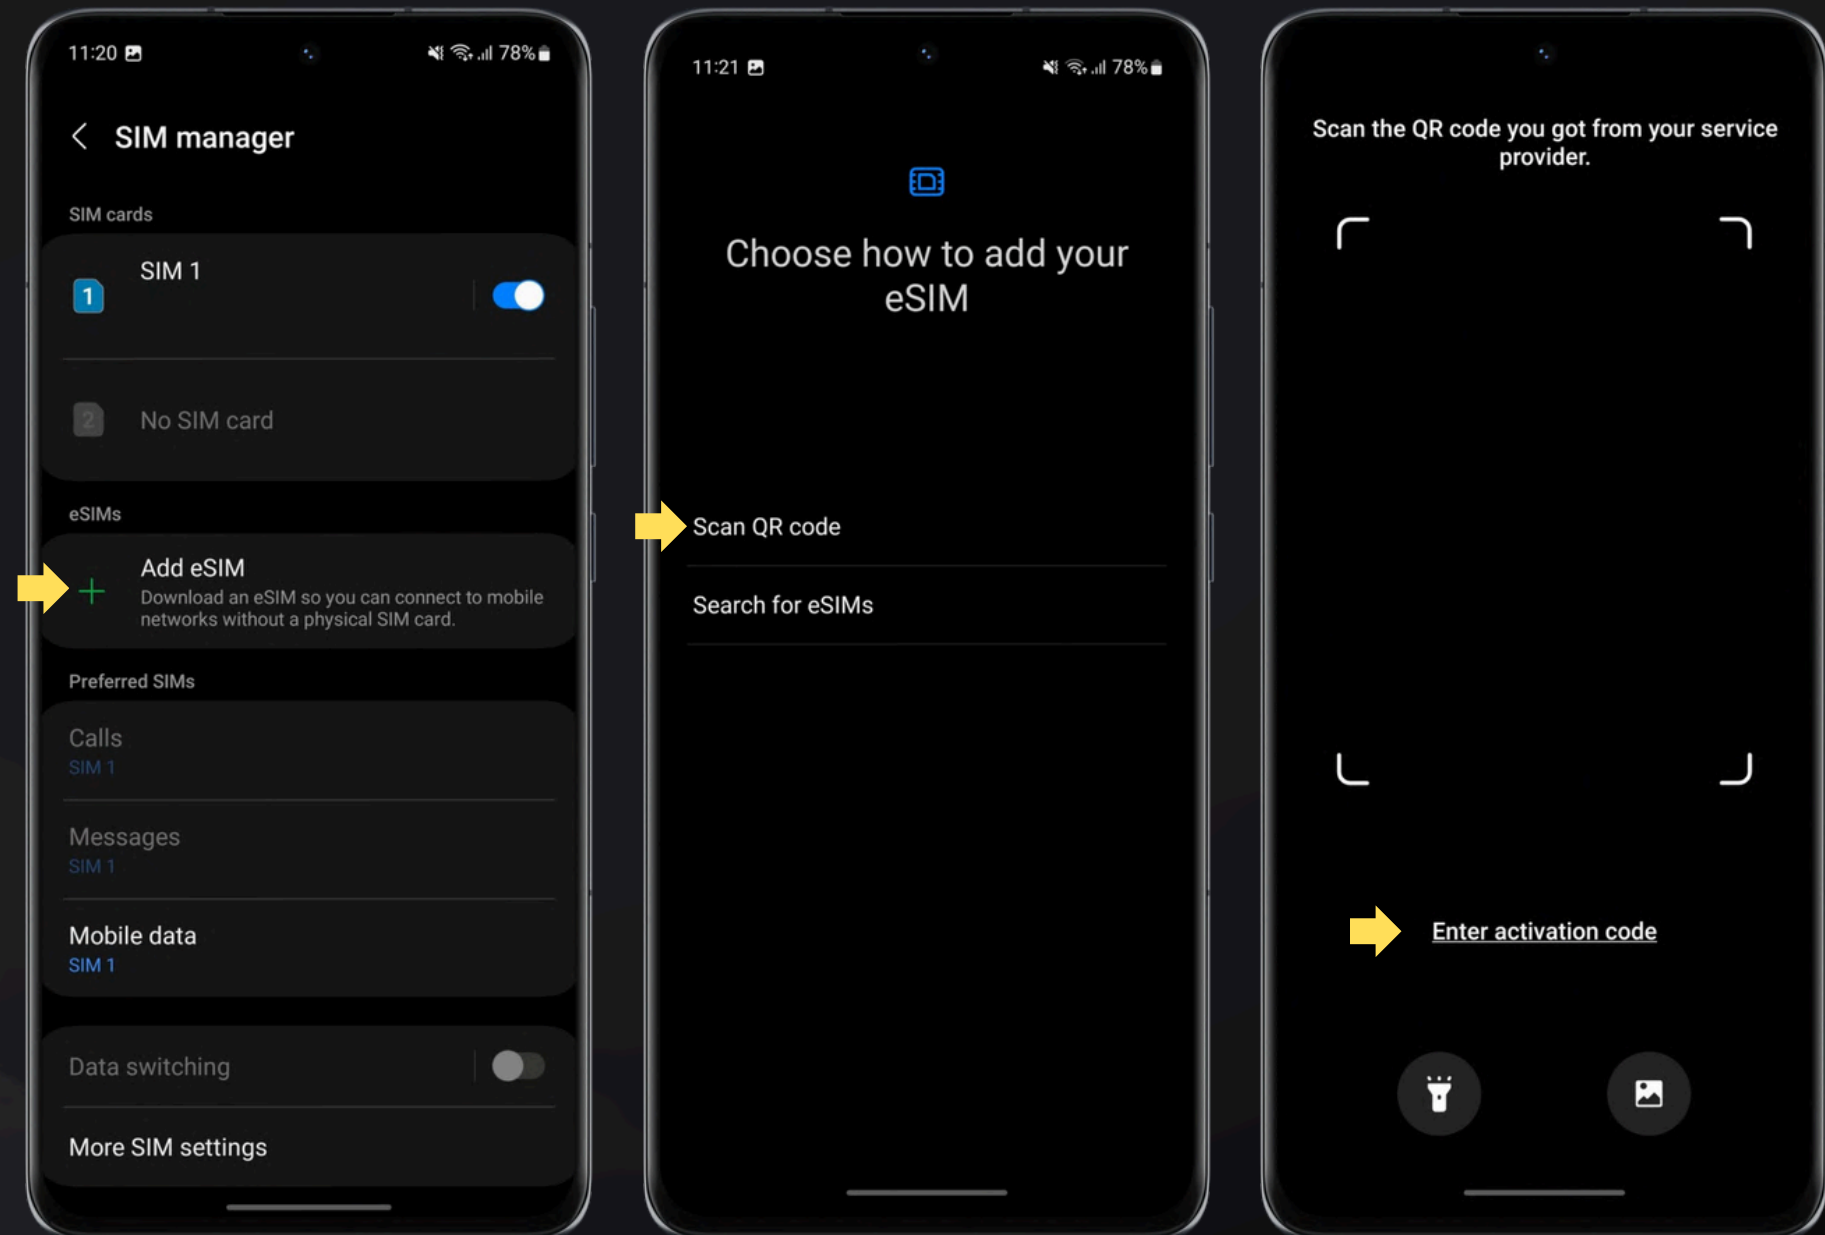 11:20
78%
SIM manager
SIM cards
1
SIM 1
2
No SIM card
eSIMs
Add eSIM
Download an eSIM so you can connect to mobile
networks without a physical SIM card.
Preferred SIMs
Calls
SIM 1
Messages
SIM 1
Mobile data
SIM 1
Data switching
More SIM settings
11:21
78%
Choose how to add your
eSIM
Scan QR code
Search for eSIMs
Scan the QR code you got from your service
provider.
Enter activation code